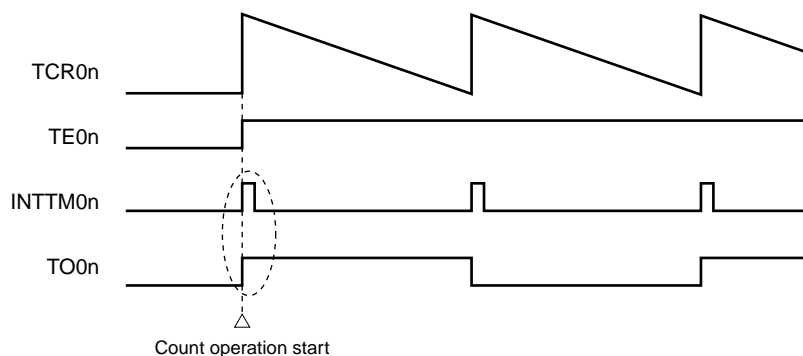 TCR0n
TE0n
INTTM0n
TO0n
Count operation start